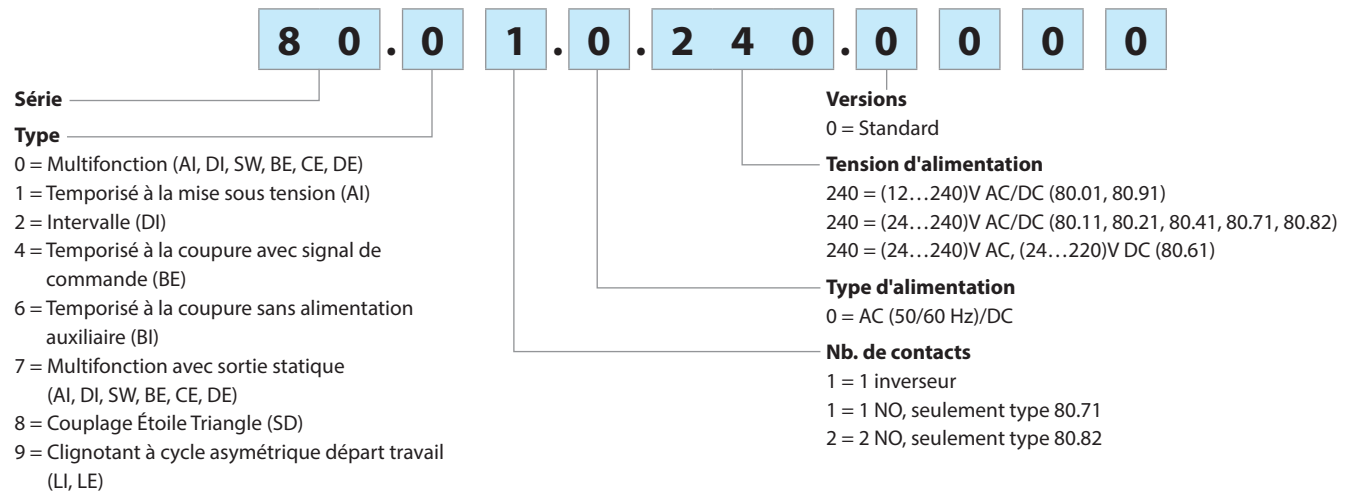 8 0 . 0 1 . 0 . 2 4 0 . 0 0 0 0
Série
Type
0 = Multifonction (AI, DI, SW, BE, CE, DE)
1 = Temporisé à la mise sous tension (AI)
2 = Intervalle (DI)
4 = Temporisé à la coupure avec signal de
commande (BE)
6 = Temporisé à la coupure sans alimentation
auxiliaire (BI)
7 = Multifonction avec sortie statique
(AI, DI, SW, BE, CE, DE)
8 = Couplage Étoile Triangle (SD)
9 = Clignotant à cycle asymétrique départ travail
(LI, LE)
Versions
0 = Standard
Tension d'alimentation
240 = (12…240)V AC/DC (80.01, 80.91)
240 = (24…240)V AC/DC (80.11, 80.21, 80.41, 80.71, 80.82)
240 = (24…240)V AC, (24…220)V DC (80.61)
Type d'alimentation
0 = AC (50/60 Hz)/DC
Nb. de contacts
1 = 1 inverseur
1 = 1 NO, seulement type 80.71
2 = 2 NO, seulement type 80.82